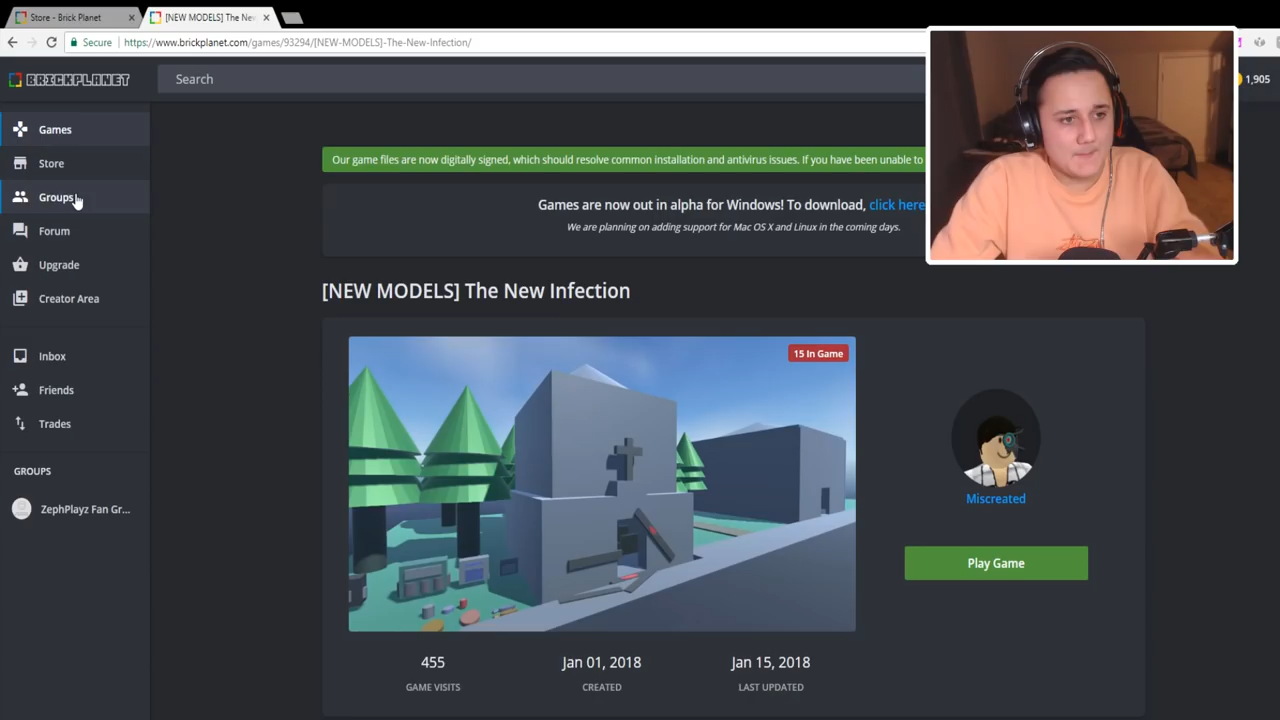 Store - Brick Planet
[NEW MODELS] The Ne
Secure https://www.brickplanet.com/games/93294/[NEW-MODELS]-The-New-Infection/
BRICKPLANET
Search
1,905
Games
Store
Groups
Forum
Upgrade
Creator Area
Inbox
Friends
Trades
GROUPS
ZephPlayz Fan Gr...
Our game files are now digitally signed, which should resolve common installation and antivirus issues. If you have been unable to
Games are now out in alpha for Windows! To download, click here
We are planning on adding support for Mac OS X and Linux in the coming days.
[NEW MODELS] The New Infection
15 In Game
Miscreated
Play Game
455
GAME VISITS
Jan 01, 2018
CREATED
Jan 15, 2018
LAST UPDATED